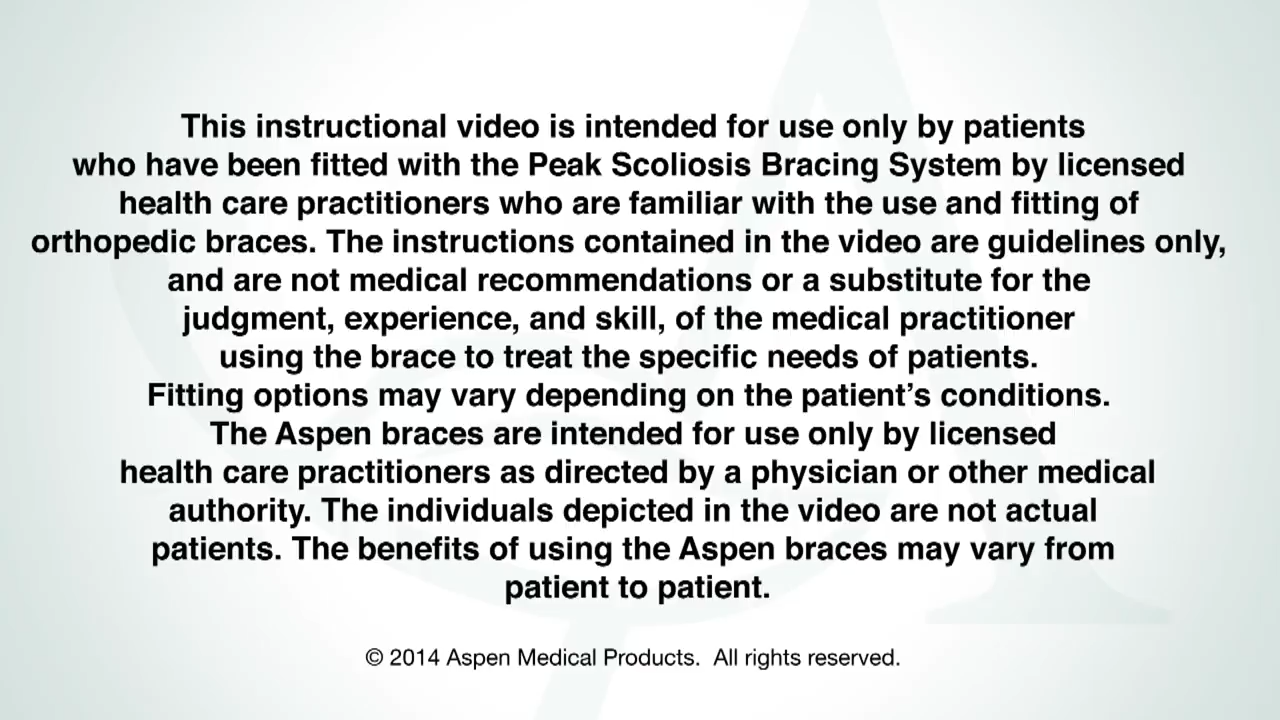 This instructional video is intended for use only by patients
who have been fitted with the Peak Scoliosis Bracing System by licensed
health care practitioners who are familiar with the use and fitting of
orthopedic braces. The instructions contained in the video are guidelines only,
and are not medical recommendations or a substitute for the
judgment, experience, and skill, of the medical practitioner
using the brace to treat the specific needs of patients.
Fitting options may vary depending on the patient’s conditions.
The Aspen braces are intended for use only by licensed
health care practitioners as directed by a physician or other medical
authority. The individuals depicted in the video are not actual
patients. The benefits of using the Aspen braces may vary from
patient to patient.
© 2014 Aspen Medical Products.  All rights reserved.